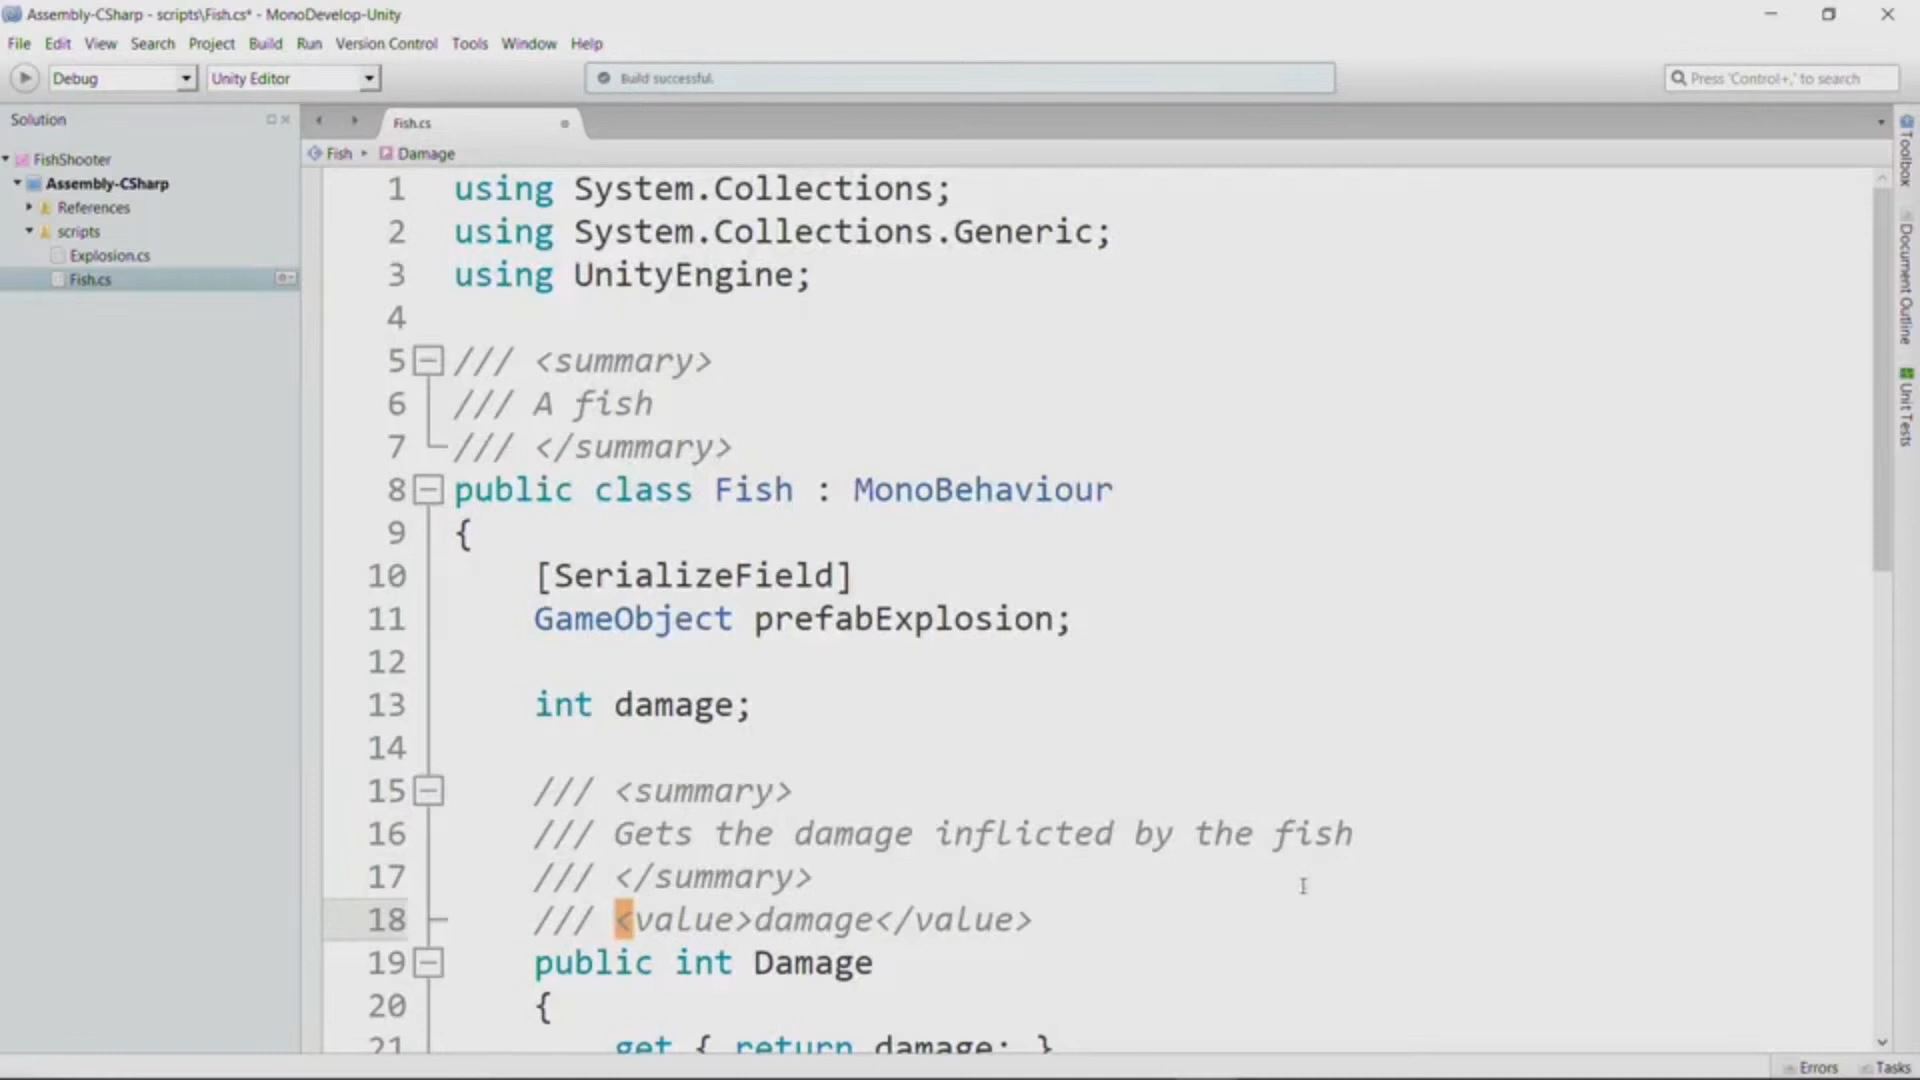 Assembly-CSharp - scripts\Fish.cs* - MonoDevelop-Unity
File Edit View Search Project Build Run Version Control Tools Window Help
Debug Unity Editor Build successful. Press 'Control+,' to search
Solution
FishShooter
Assembly-CSharp
References
scripts
Explosion.cs
Fish.cs
Fish.cs
Fish Damage
1 using System.Collections;
2 using System.Collections.Generic;
3 using UnityEngine;
4
5 /// <summary>
6 /// A fish
7 /// </summary>
8 public class Fish : MonoBehaviour
9 {
10 [SerializeField]
11 GameObject prefabExplosion;
12
13 int damage;
14
15 /// <summary>
16 /// Gets the damage inflicted by the fish
17 /// </summary>
18 /// <value>damage</value>
19 public int Damage
20 {
21 get { return damage; }
Toolbox
Document Outline
Unit Tests
Errors Tasks